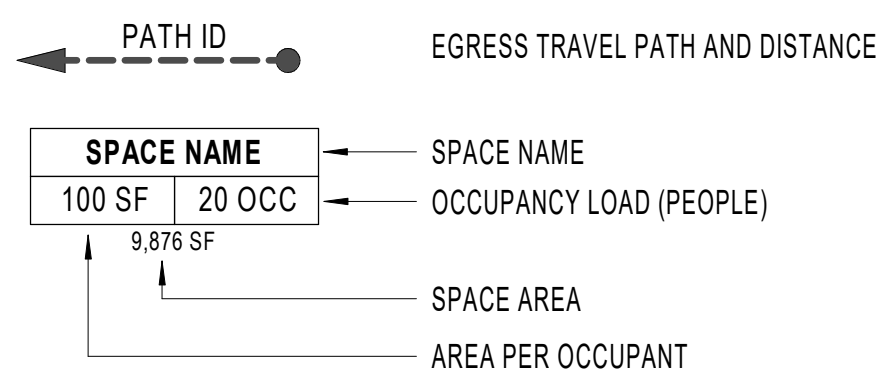 PATH ID
EGRESS TRAVEL PATH AND DISTANCE
SPACE NAME
SPACE NAME
100 SF
20 OCC
OCCUPANCY LOAD (PEOPLE)
9,876 SF
SPACE AREA
AREA PER OCCUPANT